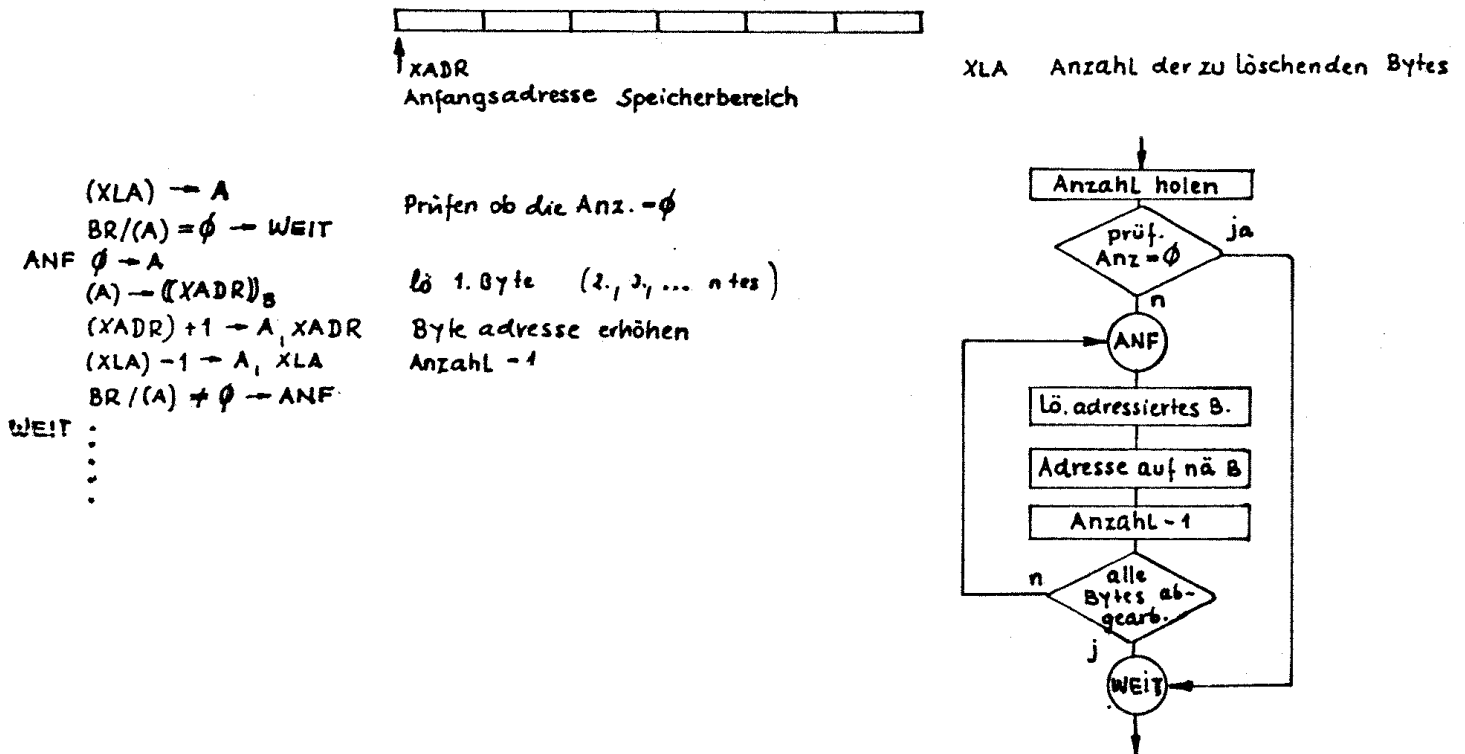 XADR
Anfangsadresse Speicherbereich
XLA Anzahl der zu löschenden Bytes
(XLA) → A
BR/(A) = ∅ → WEIT
Prüfen ob die Anz. = ∅
ANF ∅ → A
(A) → ((XADR))B
lö 1. Byte (2., 3., ... n tes)
(XADR) + 1 → A, XADR
Byte adresse erhöhen
(XLA) - 1 → A, XLA
Anzahl - 1
BR/(A) ≠ ∅ → ANF
WEIT
Anzahl holen
prüf.
Anz = ∅
ja
n
ANF
Lö. adressiertes B.
Adresse auf nä B
Anzahl - 1
n
alle
Bytes ab-
gearb.
j
WEIT